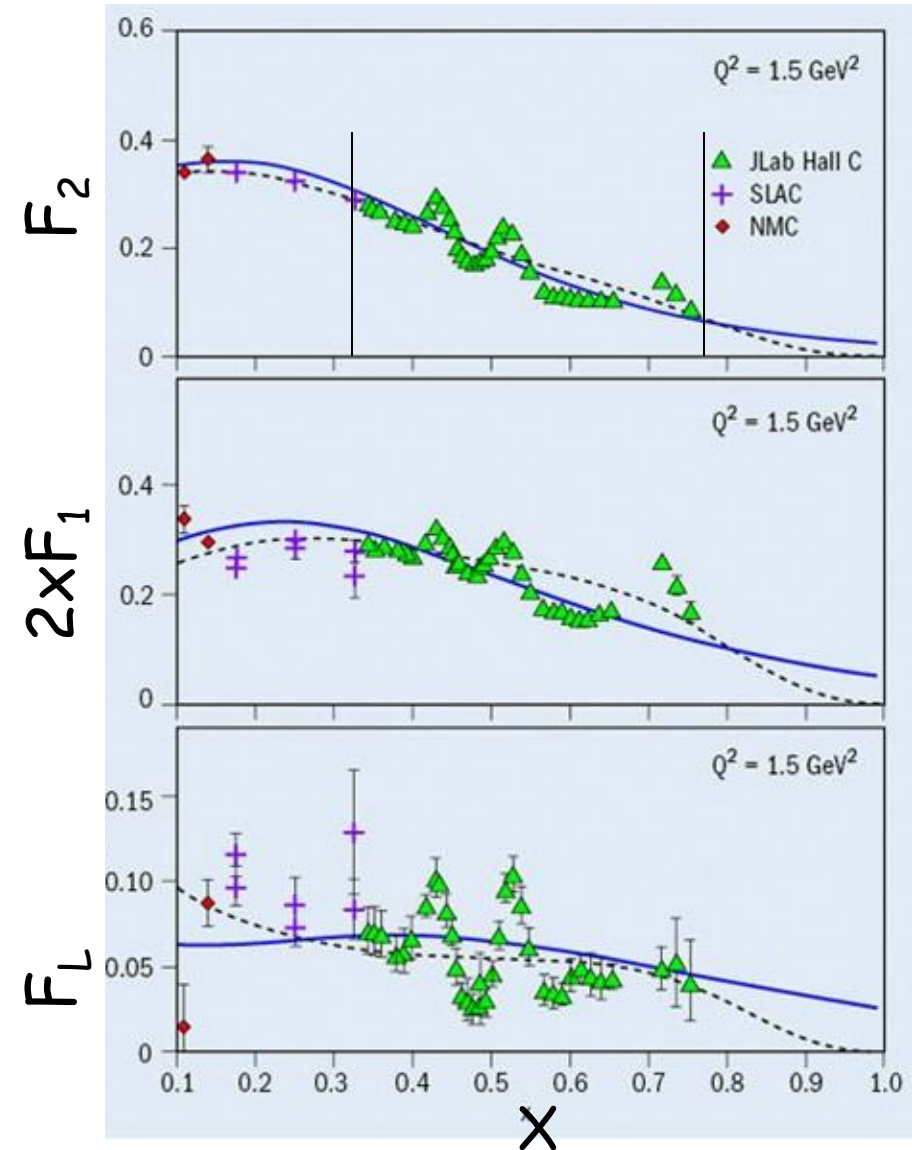 0.6
Q² = 1.5 GeV²
0.4
JLab Hall C
SLAC
NMC
F₂
0.2
0
Q² = 1.5 GeV²
0.4
2xF₁
0.2
0
Q² = 1.5 GeV²
0.15
0.10
F_L
0.05
0
0.1 0.2 0.3 0.4 0.5 0.6 0.7 0.8 0.9 1.0
X